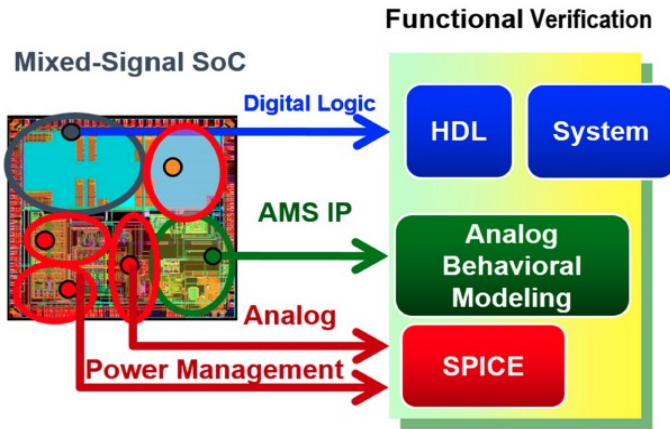 Functional Verification
Mixed-Signal SoC
Digital Logic
HDL
System
AMS IP
Analog
Behavioral
Modeling
Analog
Power Management
SPICE